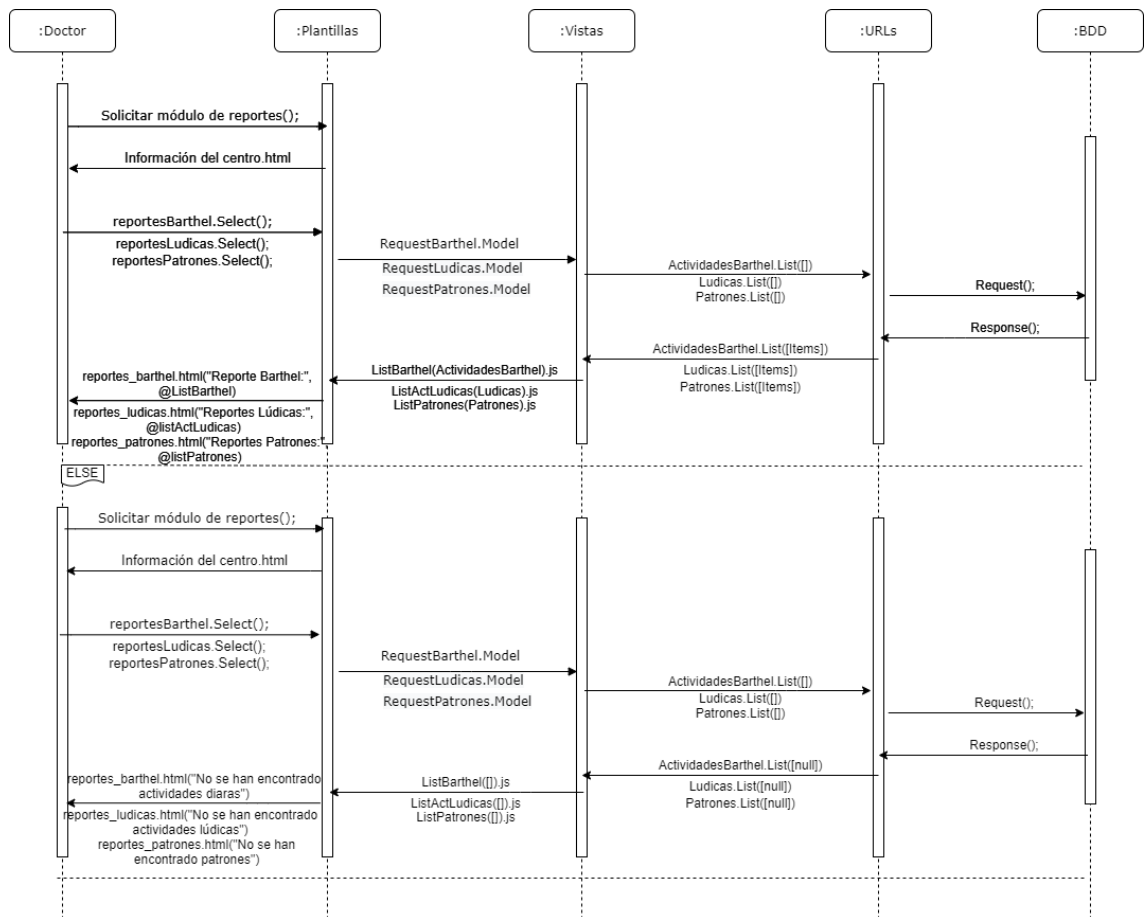 :Doctor
:Plantillas
:Vistas
:URLs
:BDD
Solicitar módulo de reportes();
Información del centro.html
reportesBarthel.Select();
reportesLudicas.Select();
reportesPatrones.Select();
RequestBarthel.Model
RequestLudicas.Model
RequestPatrones.Model
ActividadesBarthel.List([])
Ludicas.List([])
Patrones.List([])
Request();
Response();
ActividadesBarthel.List([Items])
Ludicas.List([Items])
Patrones.List([Items])
ListBarthel(ActividadesBarthel).js
ListActLudicas(Ludicas).js
ListPatrones(Patrones).js
reportes_barthel.html("Reporte Barthel:",
@ListBarthel)
reportes_ludicas.html("Reportes Lúdicas:",
@listActLudicas)
reportes_patrones.html("Reportes Patrones:"
@listPatrones)
ELSE
Solicitar módulo de reportes();
Información del centro.html
reportesBarthel.Select();
reportesLudicas.Select();
reportesPatrones.Select();
RequestBarthel.Model
RequestLudicas.Model
RequestPatrones.Model
ActividadesBarthel.List([])
Ludicas.List([])
Patrones.List([])
Request();
Response();
ActividadesBarthel.List([null])
Ludicas.List([null])
Patrones.List([null])
ListBarthel([]).js
ListActLudicas([]).js
ListPatrones([]).js
reportes_barthel.html("No se han encontrado
actividades diaras")
reportes_ludicas.html("No se han encontrado
actividades lúdicas")
reportes_patrones.html("No se han
encontrado patrones")